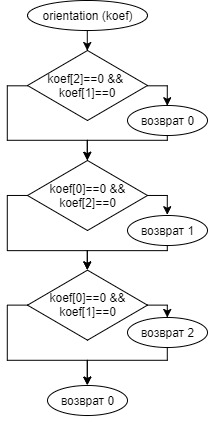 orientation (koef)
koef[2]==0 &&
koef[1]==0
возврат 0
koef[0]==0 &&
koef[2]==0
возврат 1
koef[0]==0 &&
koef[1]==0
возврат 2
возврат 0